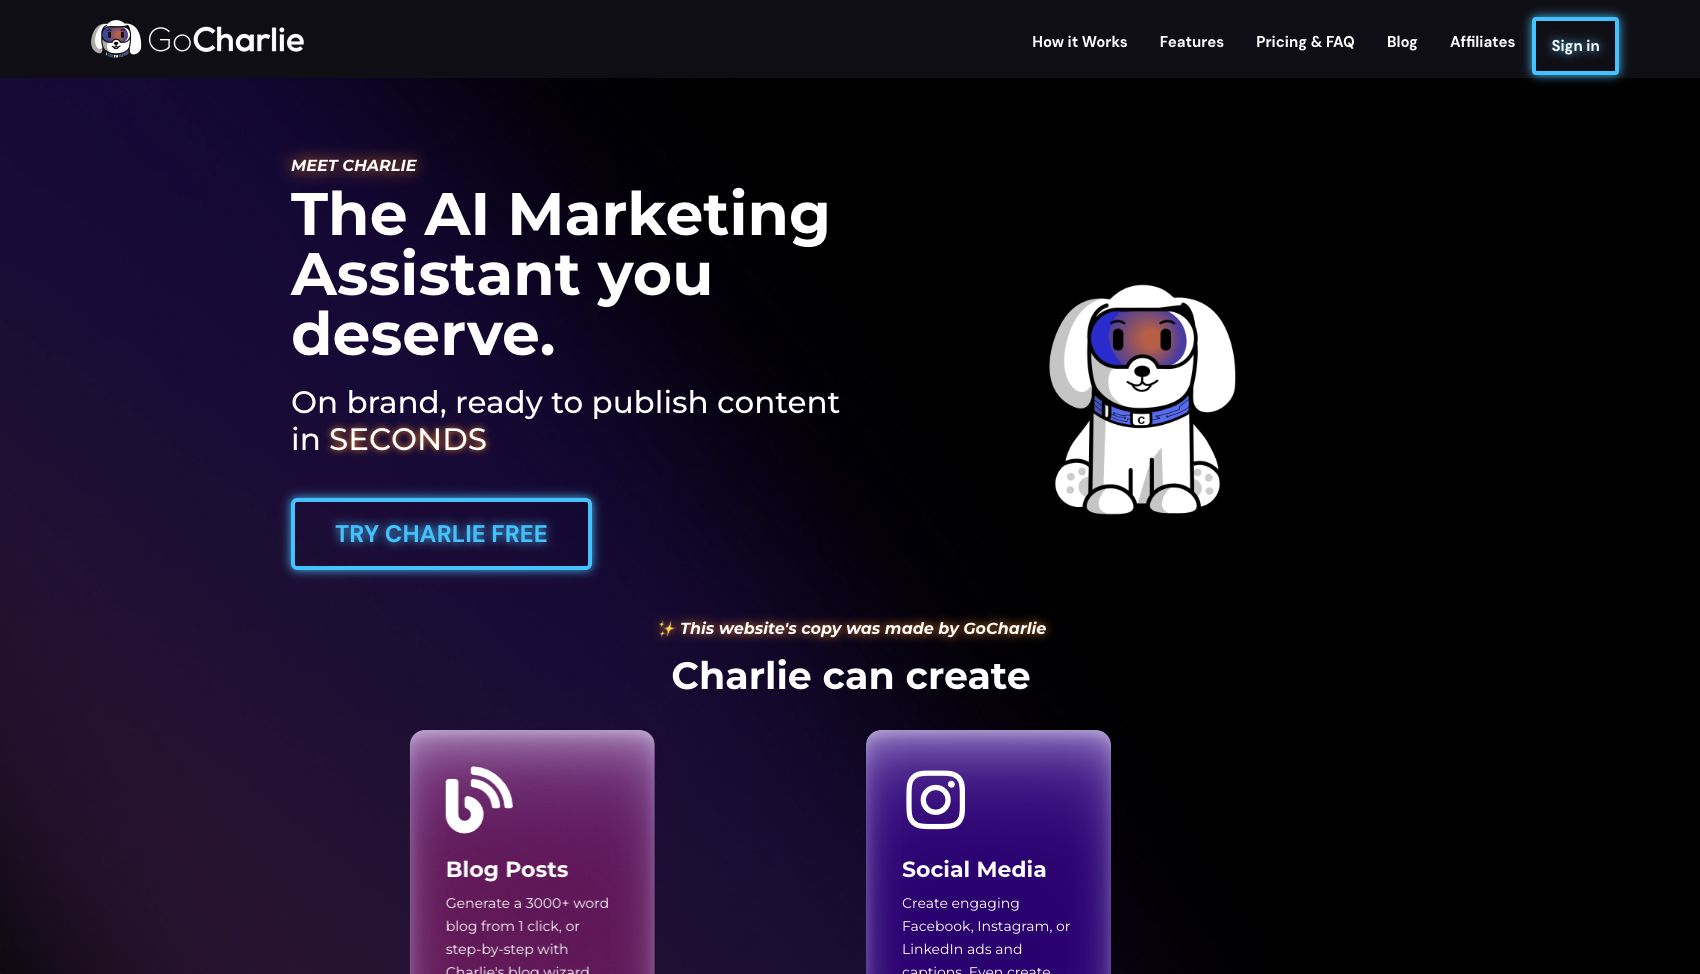 GoCharlie
How it Works
Features
Pricing & FAQ
Blog
Affiliates
Sign in
MEET CHARLIE
The AI Marketing
Assistant you
deserve.
On brand, ready to publish content
in SECONDS
C
TRY CHARLIE FREE
✨ This website's copy was made by GoCharlie
Charlie can create
Blog Posts
Generate a 3000+ word
blog from 1 click, or
step-by-step with
Charlie's blog wizard
Social Media
Create engaging
Facebook, Instagram, or
LinkedIn ads and
captions. Even create